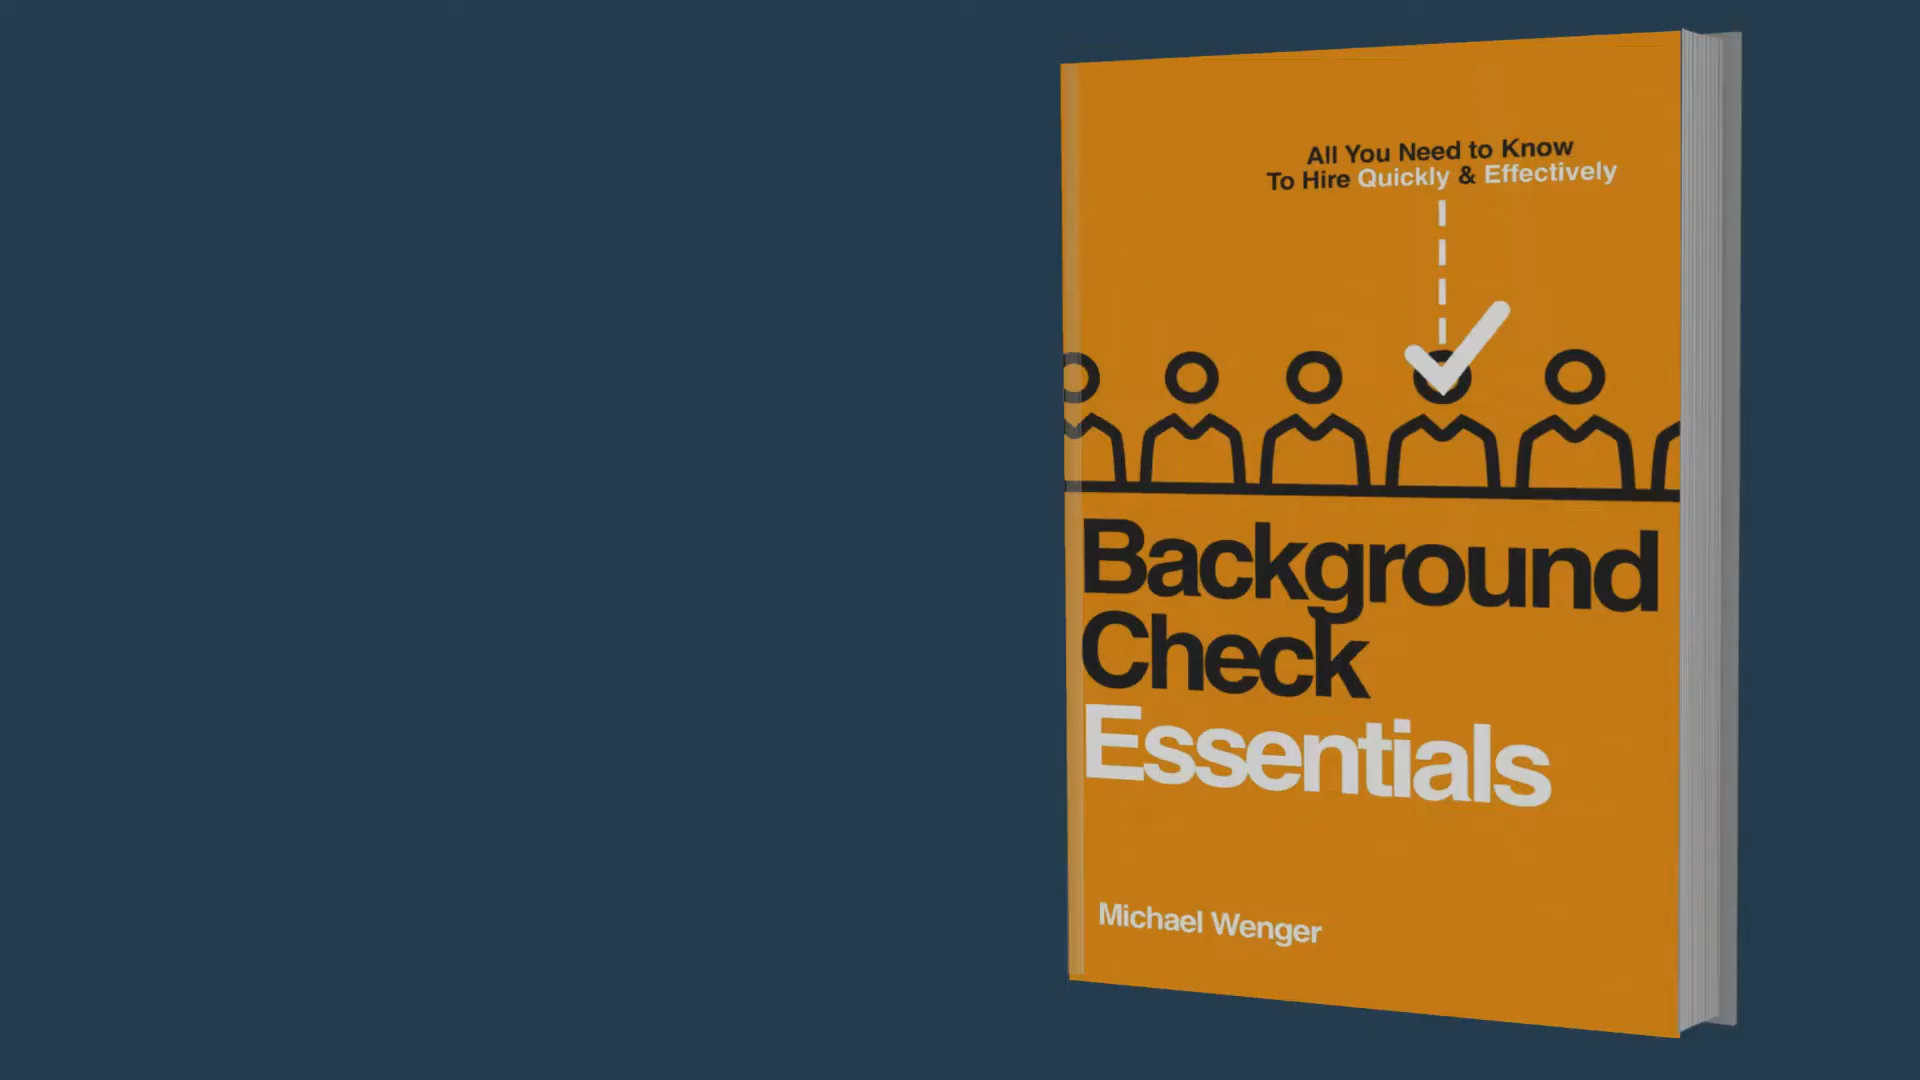 All You Need to Know
To Hire Quickly & Effectively
Background
Check
Essentials
Michael Wenger